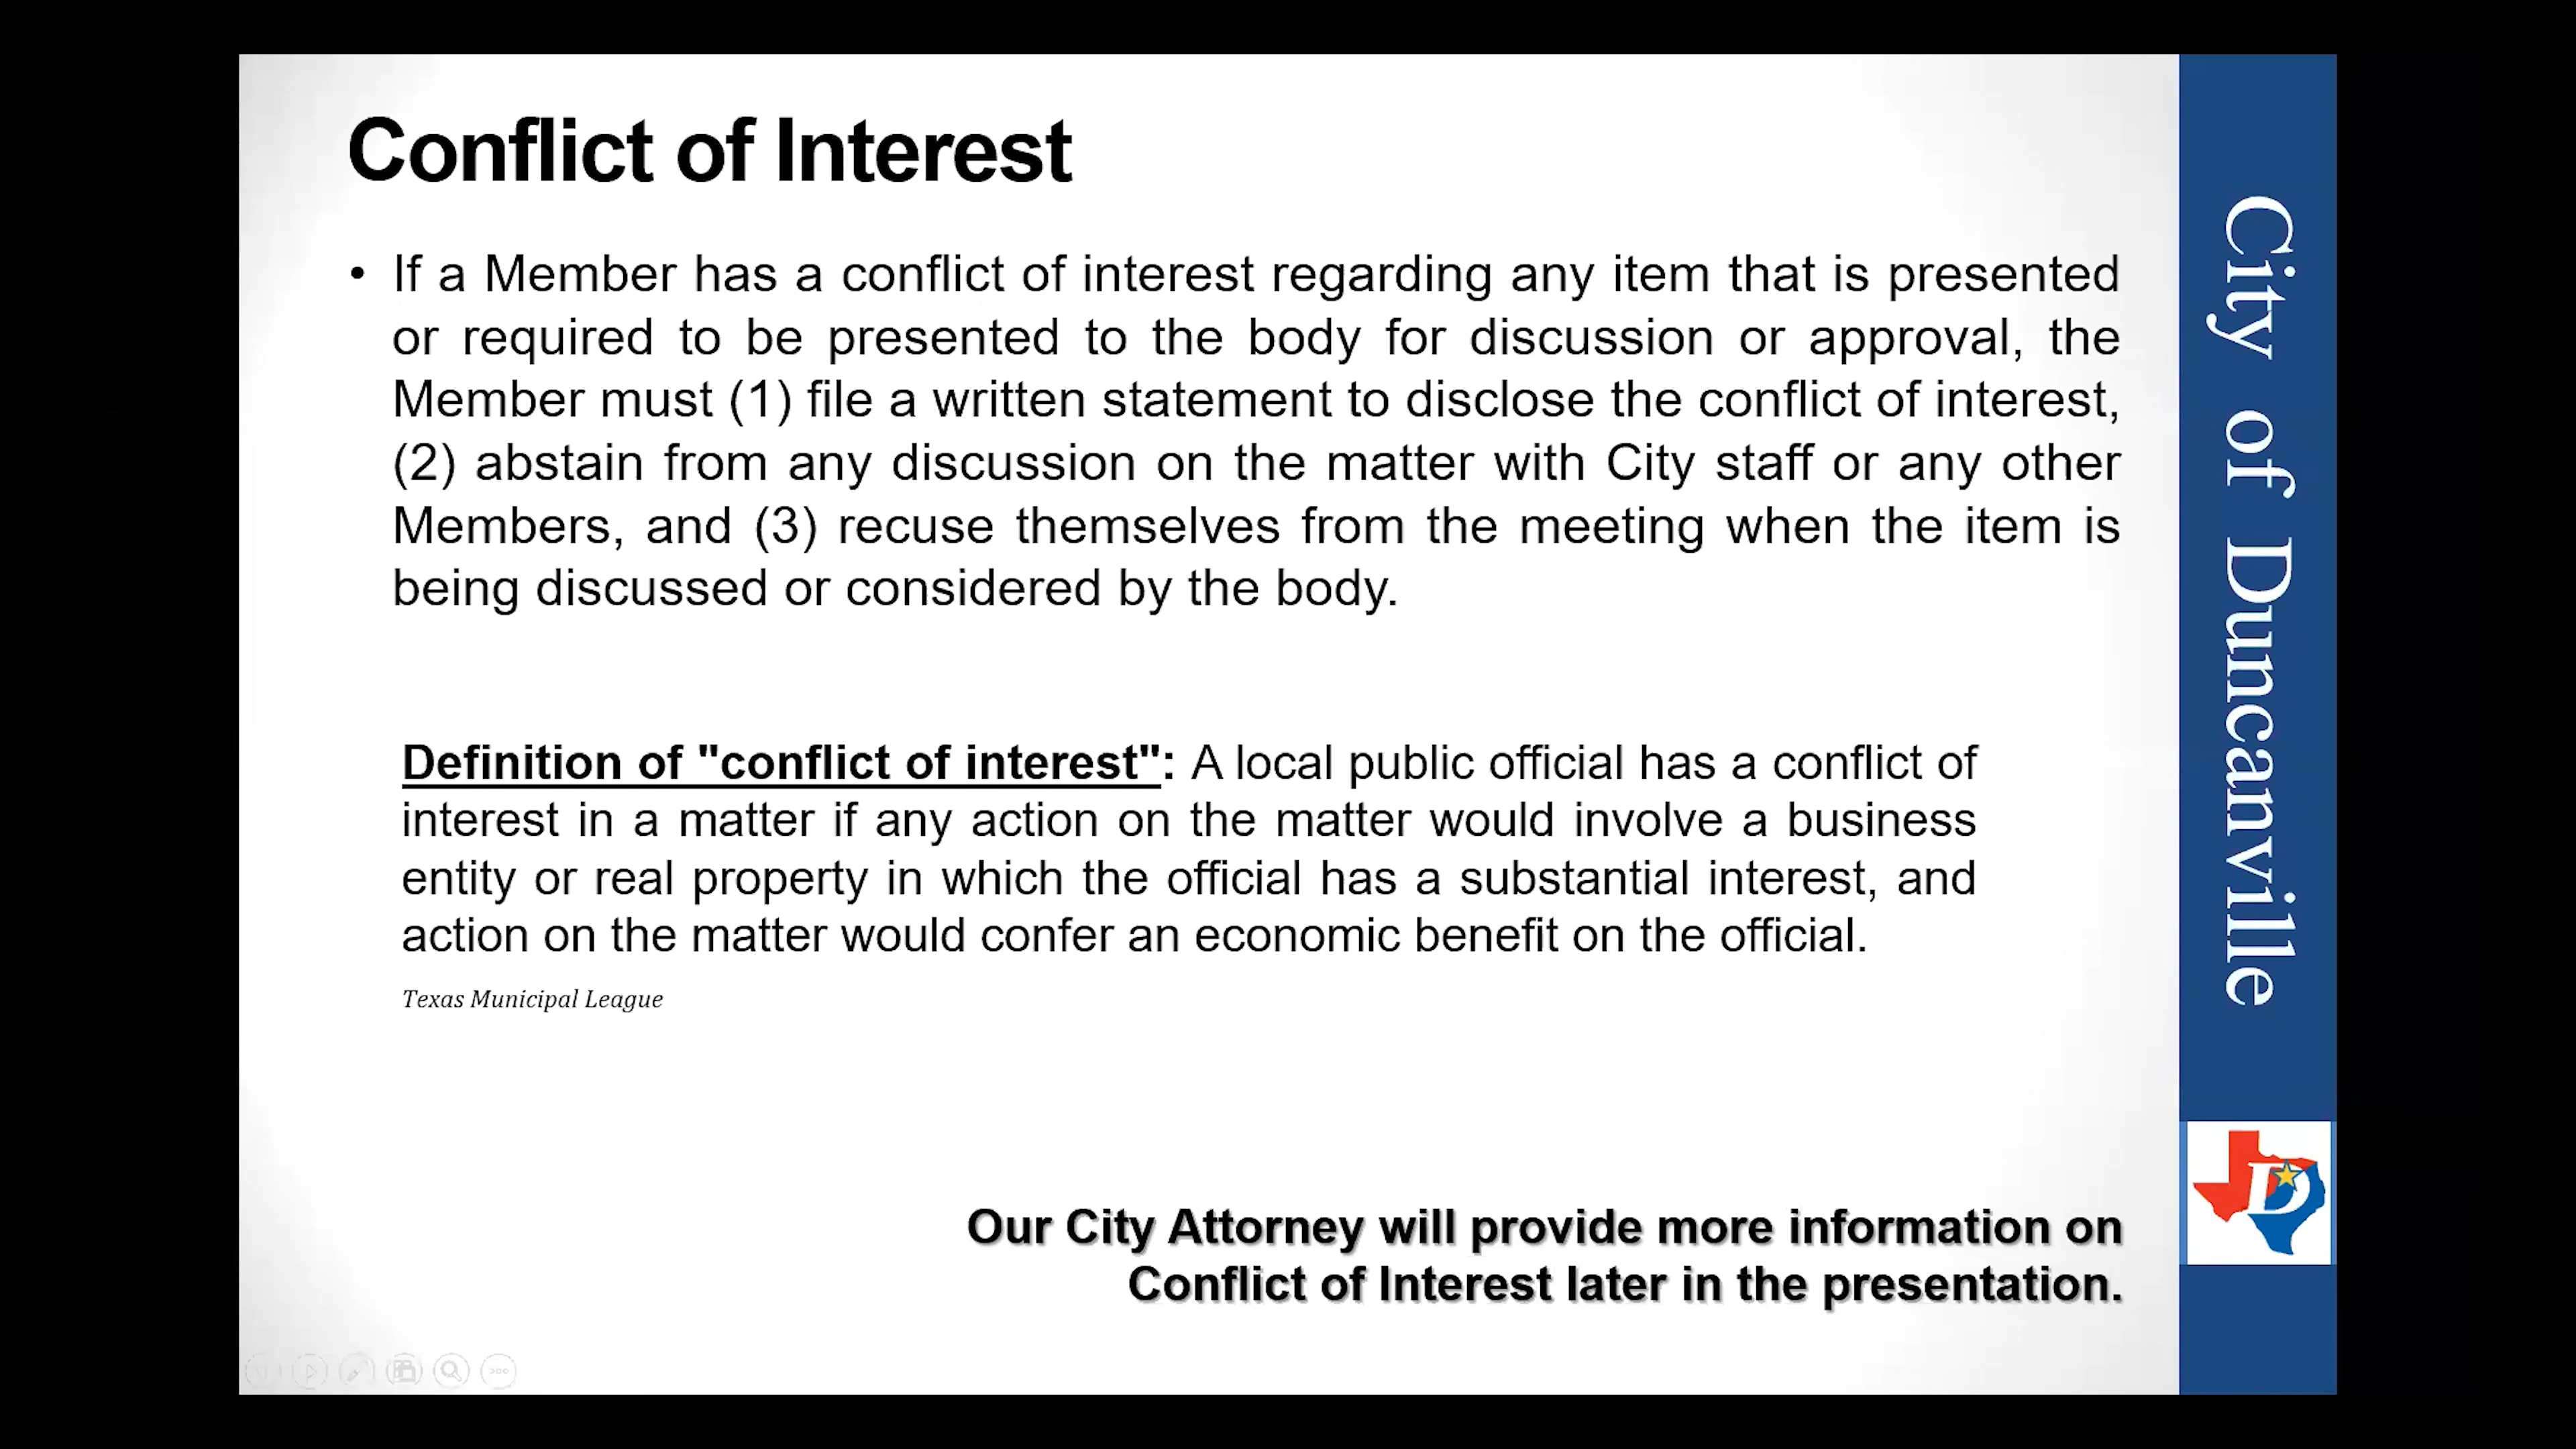 Conflict of Interest
• If a Member has a conflict of interest regarding any item that is presented
or required to be presented to the body for discussion or approval, the
Member must (1) file a written statement to disclose the conflict of interest,
(2) abstain from any discussion on the matter with City staff or any other
Members, and (3) recuse themselves from the meeting when the item is
being discussed or considered by the body.
Definition of "conflict of interest": A local public official has a conflict of
interest in a matter if any action on the matter would involve a business
entity or real property in which the official has a substantial interest, and
action on the matter would confer an economic benefit on the official.
Texas Municipal League
Our City Attorney will provide more information on
Conflict of Interest later in the presentation.
City of Duncanville
D